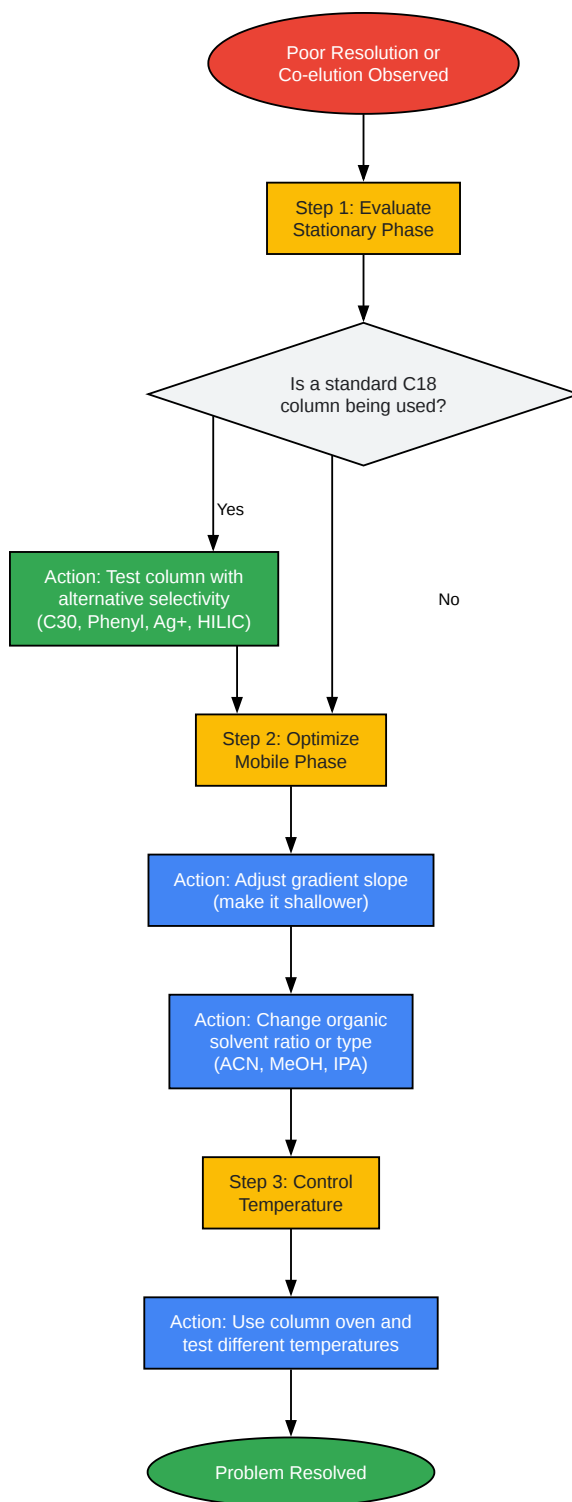 Poor Resolution or
Co-elution Observed
Step 1: Evaluate
Stationary Phase
Is a standard C18
column being used?
Yes
Action: Test column with
alternative selectivity
(C30, Phenyl, Ag+, HILIC)
No
Step 2: Optimize
Mobile Phase
Action: Adjust gradient slope
(make it shallower)
Action: Change organic
solvent ratio or type
(ACN, MeOH, IPA)
Step 3: Control
Temperature
Action: Use column oven and
test different temperatures
Problem Resolved